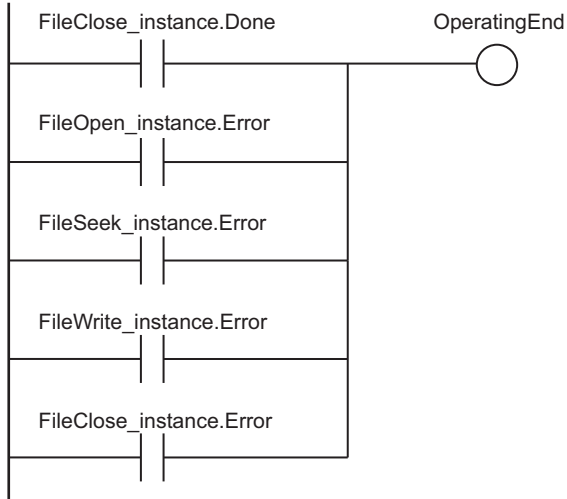 FileClose_instance.Done
OperatingEnd
FileOpen_instance.Error
FileSeek_instance.Error
FileWrite_instance.Error
FileClose_instance.Error